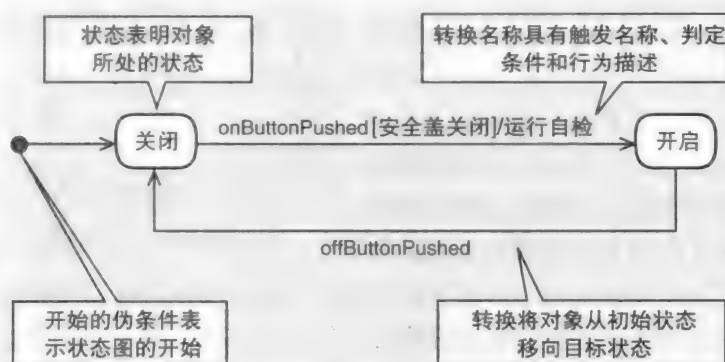 状态表明对象
所处的状态
转换名称具有触发名称、判定
条件和行为描述
关闭
onButtonPushed[安全盖关闭]/运行自检
开启
offButtonPushed
开始的伪条件表
示状态图的开始
转换将对象从初始状态
移向目标状态